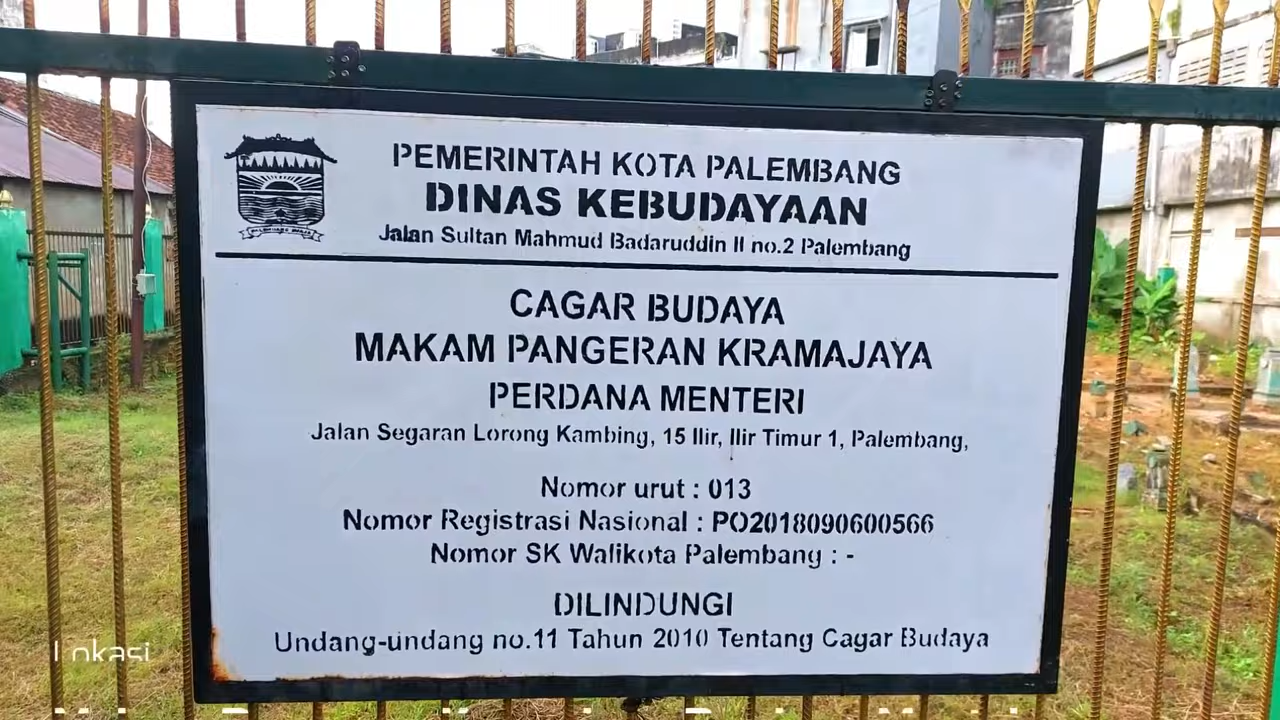 PEMERINTAH KOTA PALEMBANG
DINAS KEBUDAYAAN
Jalan Sultan Mahmud Badaruddin II no.2 Palembang
CAGAR BUDAYA
MAKAM PANGERAN KRAMAJAYA
PERDANA MENTERI
Jalan Segaran Lorong Kambing, 15 Ilir, Ilir Timur 1, Palembang,
Nomor urut : 013
Nomor Registrasi Nasional : PO2018090600566
Nomor SK Walikota Palembang : -
DILINDUNGI
Undang-undang no.11 Tahun 2010 Tentang Cagar Budaya
Lokasi